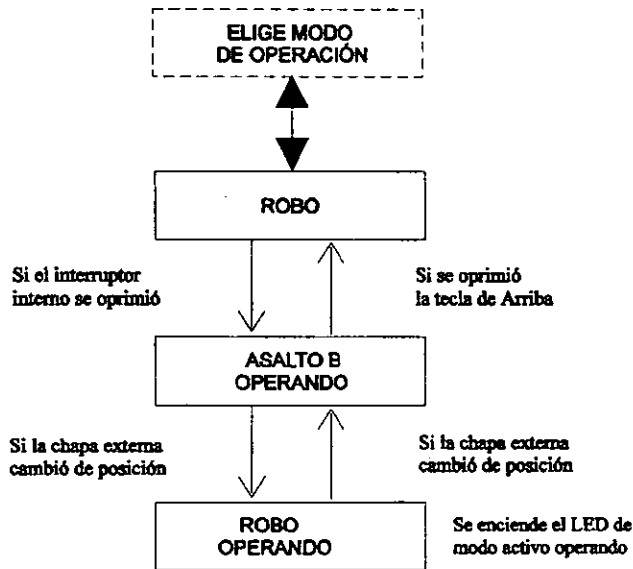 ELIGE MODO
DE OPERACIÓN
ROBO
Si el interruptor
interno se oprimió
Si se oprimió
la tecla de Arriba
ASALTO B
OPERANDO
Si la chapa externa
cambió de posición
Si la chapa externa
cambió de posición
ROBO
OPERANDO
Se enciende el LED de
modo activo operando